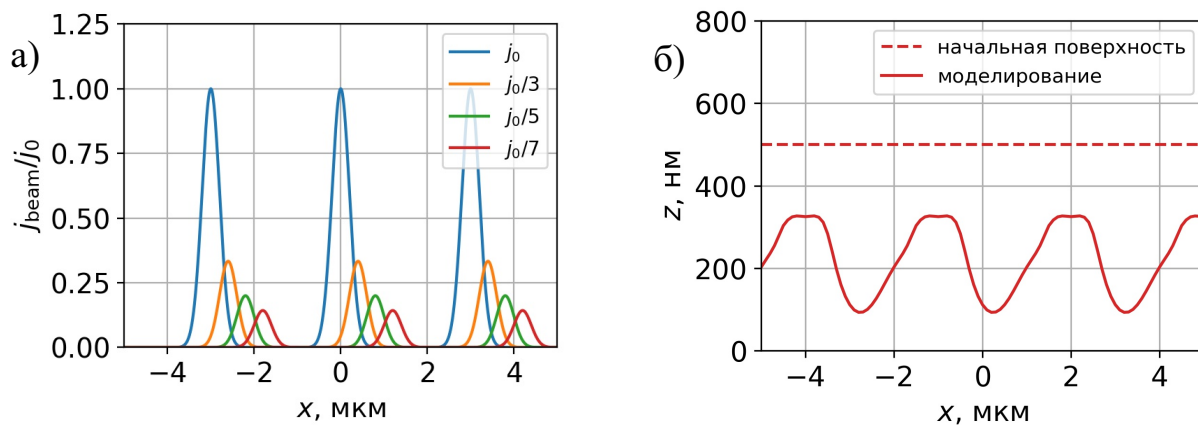 а)
1.25
1.00
0.75
0.50
0.25
0.00
j_beam/j_0
−4 −2 0 2 4
x, мкм
j_0
j_0/3
j_0/5
j_0/7
б)
800
600
400
200
0
z, нм
−4 −2 0 2 4
x, мкм
начальная поверхность
моделирование